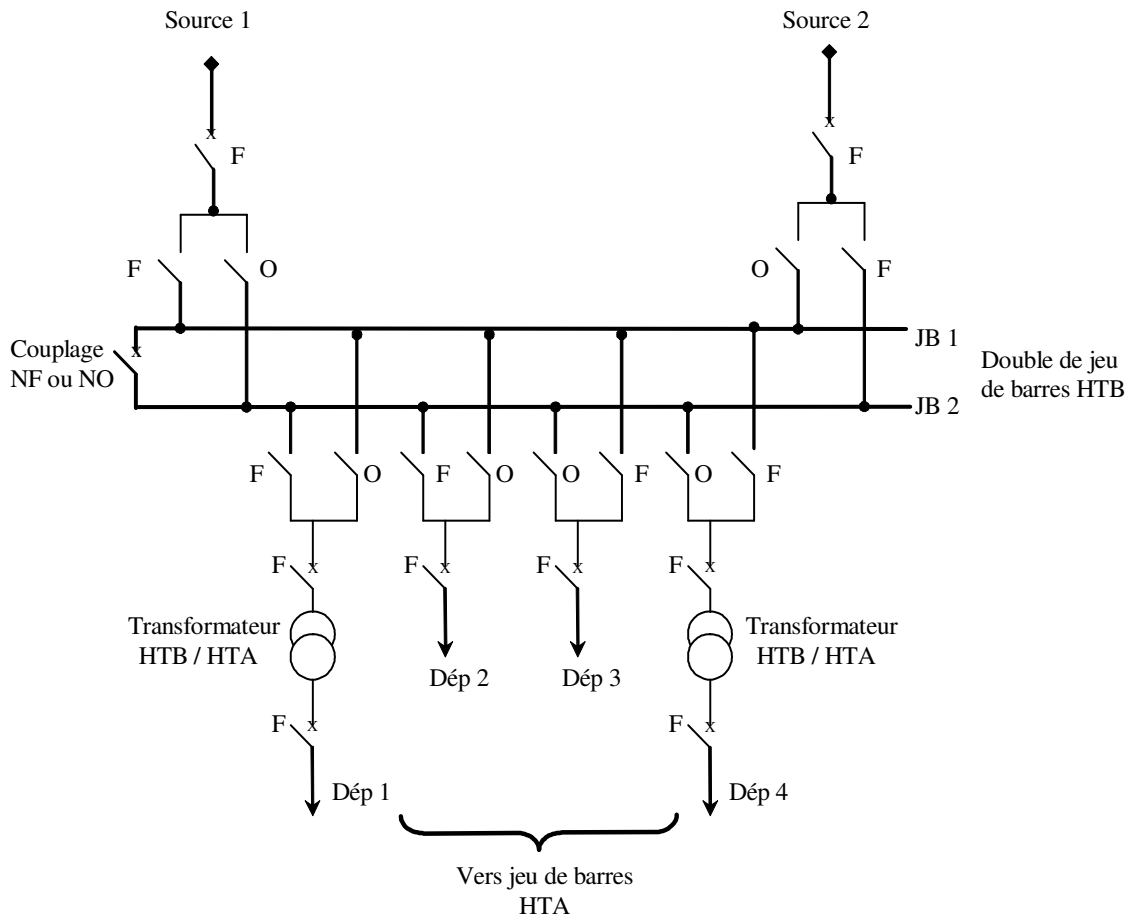 Source 1
Source 2
x
F
x
F
F
O
O
F
Couplage
NF ou NO
x
JB 1
JB 2
Double de jeu
de barres HTB
F
O
F
O
O
F
O
F
F
x
F
x
F
x
F
x
Transformateur
HTB / HTA
Transformateur
HTB / HTA
Dép 2
Dép 3
F
x
F
x
Dép 1
Dép 4
Vers jeu de barres
HTA